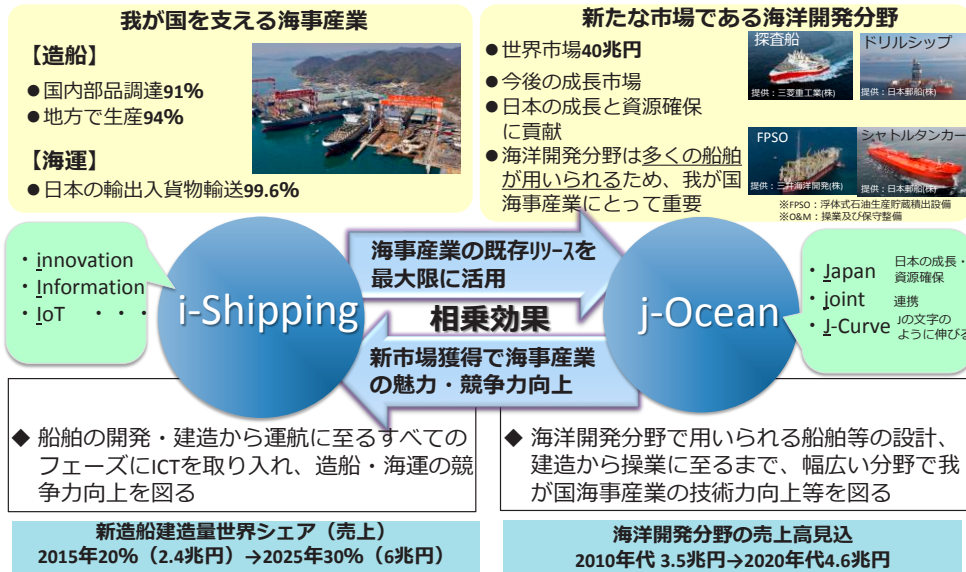 我が国を支える海事産業
【造船】
●国内部品調達91%
●地方で生産94%
【海運】
●日本の輸出入貨物輸送99.6%
新たな市場である海洋開発分野
●世界市場40兆円
●今後の成長市場
●日本の成長と資源確保
に貢献
●海洋開発分野は多くの船舶
が用いられるため、我が国
海事産業にとって重要
探査船
提供：三菱重工業(株)
ドリルシップ
提供：日本郵船(株)
FPSO
提供：三井海洋開発(株)
シャトルタンカー
提供：日本郵船(株)
※FPSO：浮体式石油生産貯蔵積出設備
※O&M：操業及び保守整備
・innovation
・Information
・IoT ・・・
i-Shipping
海事産業の既存リソースを
最大限に活用
相乗効果
新市場獲得で海事産業
の魅力・競争力向上
j-Ocean
・Japan 日本の成長・
資源確保
・joint 連携
・J-Curve Jの文字の
ように伸びる
◆ 船舶の開発・建造から運航に至るすべての
フェーズにICTを取り入れ、造船・海運の競
争力向上を図る
◆ 海洋開発分野で用いられる船舶等の設計、
建造から操業に至るまで、幅広い分野で我
が国海事産業の技術力向上等を図る
新造船建造量世界シェア（売上）
2015年20%（2.4兆円）→2025年30%（6兆円）
海洋開発分野の売上高見込
2010年代 3.5兆円→2020年代4.6兆円